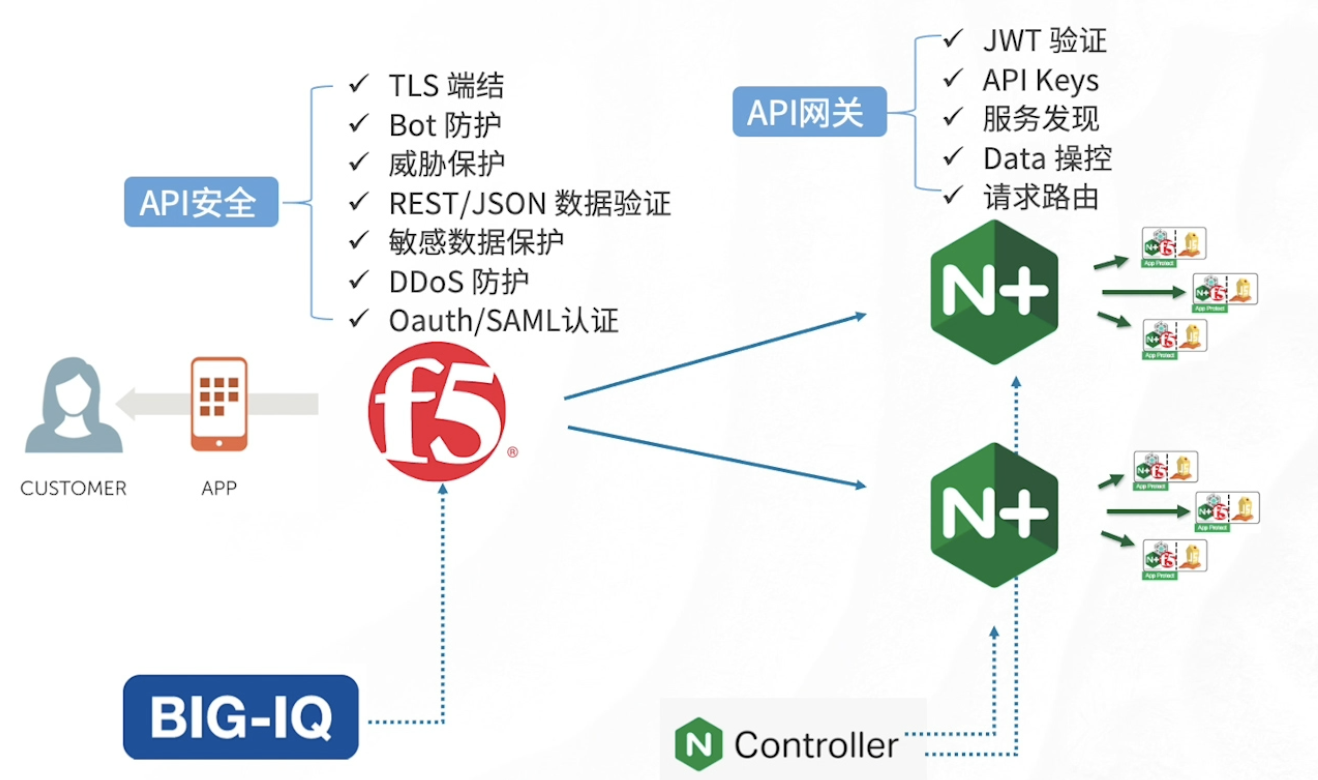 API安全
TLS 端结
Bot 防护
威胁保护
REST/JSON 数据验证
敏感数据保护
DDoS 防护
Oauth/SAML认证
API网关
JWT 验证
API Keys
服务发现
Data 操控
请求路由
CUSTOMER
APP
f5®
N+
N+
App Protect
App Protect
App Protect
App Protect
App Protect
App Protect
BIG-IQ
N Controller